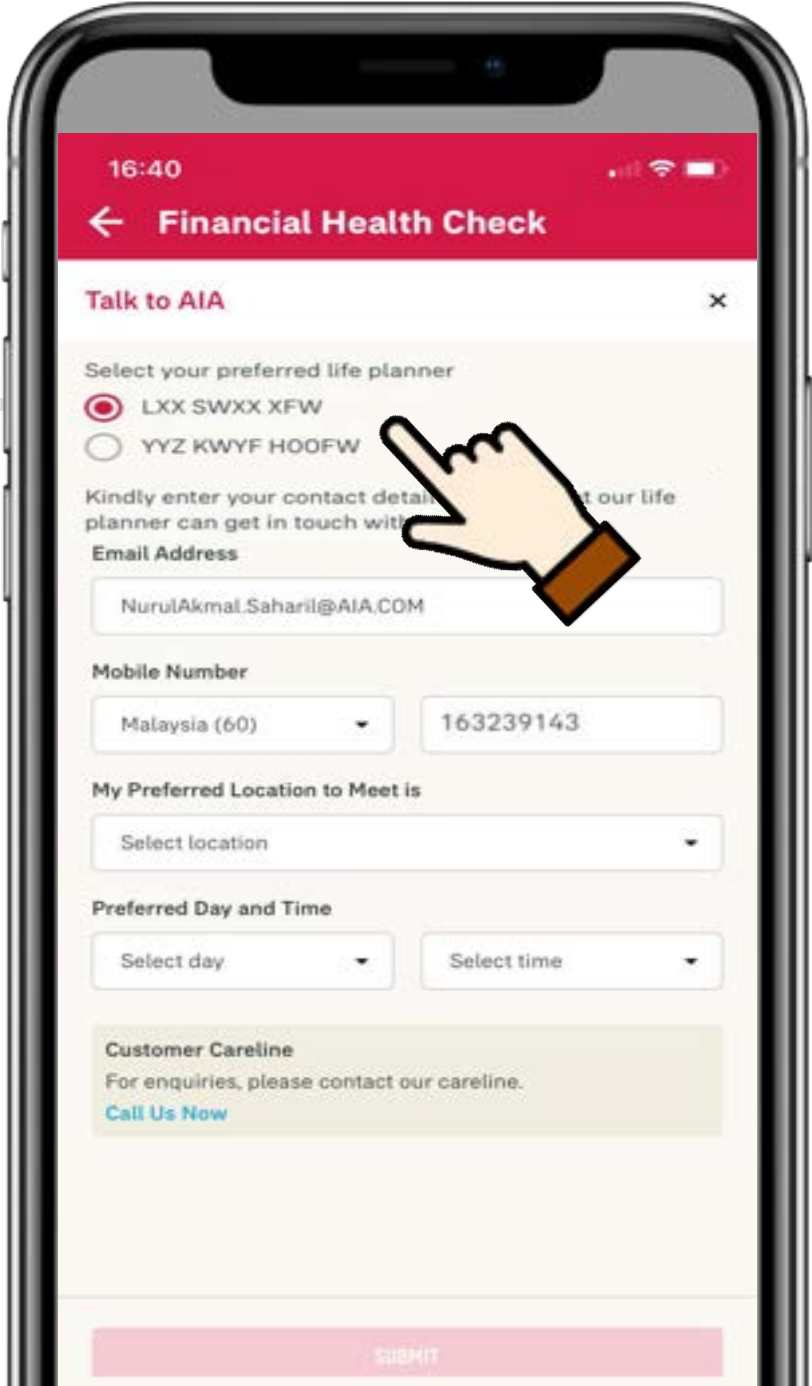 16:40
Financial Health Check
Talk to AIA
Select your preferred life planner
LXX SWXX XFW
YYZ KWYF HOOFW
Kindly enter your contact our life
planner can get in touch with
Email Address
NurulAkmal.Saharil@AIA.COM
Mobile Number
Malaysia (60) 163239143
My Preferred Location to Meet is
Select location
Preferred Day and Time
Select day Select time
Customer Careline
For enquiries, please contact our careline.
Call Us Now
SUBMIT